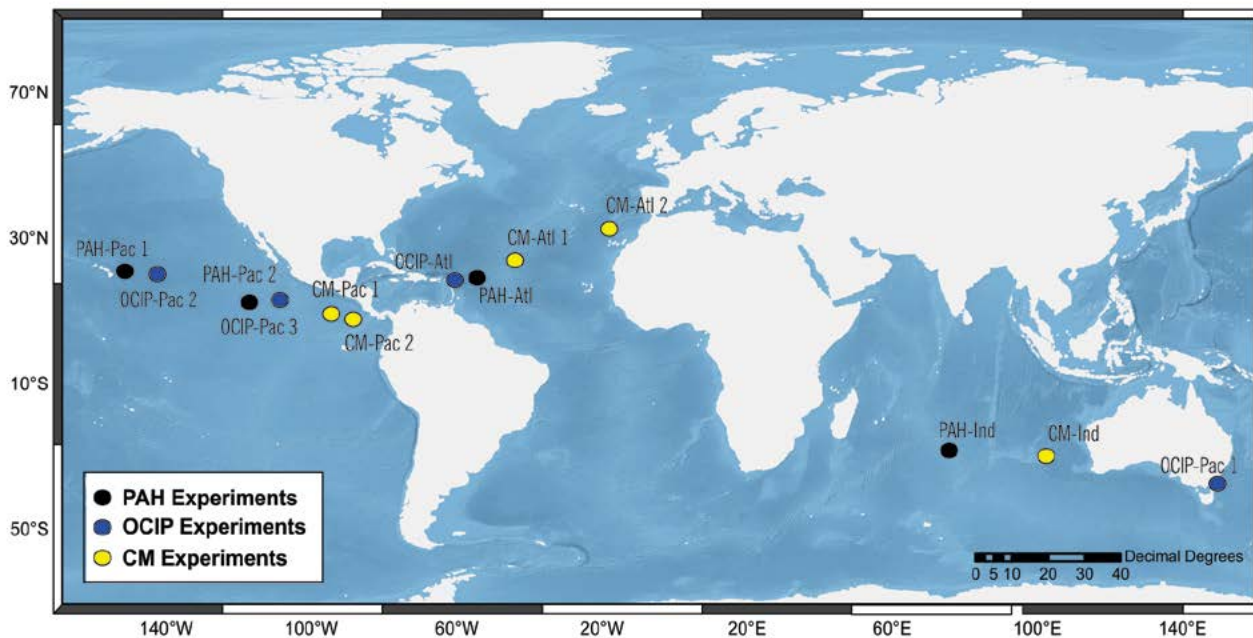 70°N
30°N
10°S
50°S
PAH-Pac 1
OCIP-Pac 2
PAH-Pac 2
OCIP-Pac 3
CM-Pac 1
CM-Pac 2
OCIP-Atl
PAH-Atl
CM-Atl 1
CM-Atl 2
PAH-Ind
CM-Ind
OCIP-Pac 1
PAH Experiments
OCIP Experiments
CM Experiments
Decimal Degrees
0 5 10 20 30 40
140°W 100°W 60°W 20°W 20°E 60°E 100°E 140°E